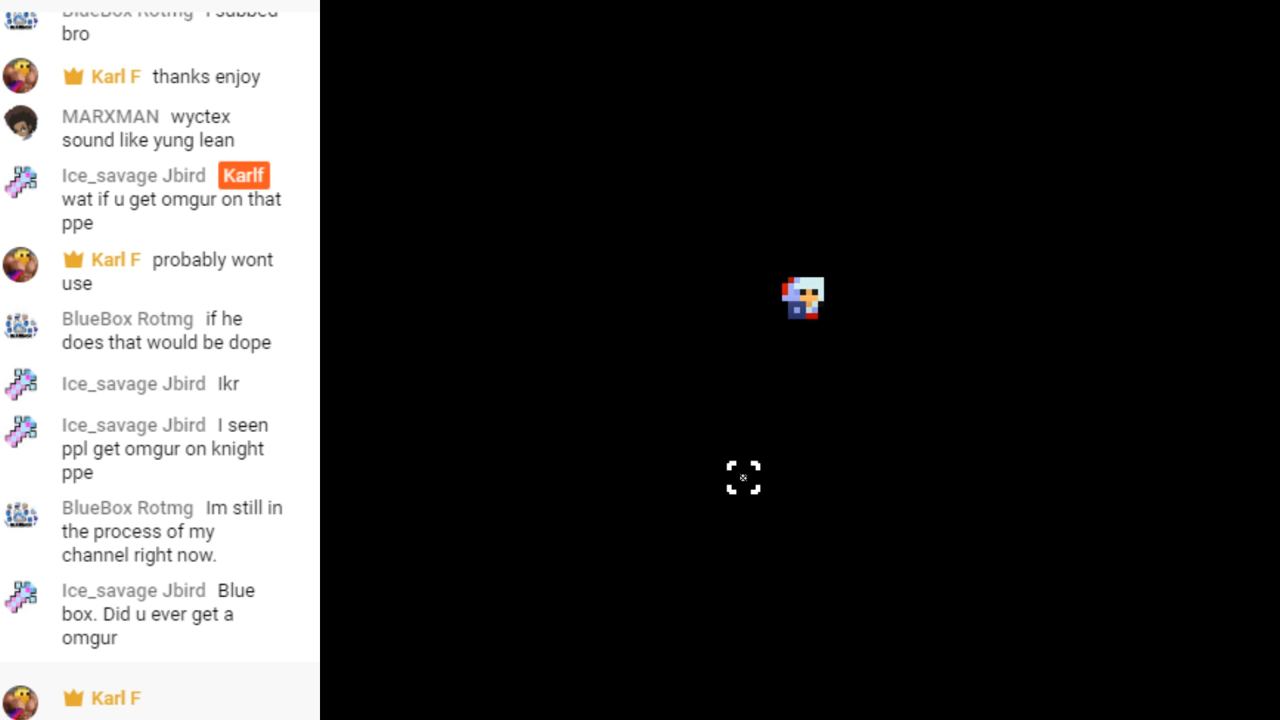 BlueBox Rotmg I subbed
bro
Karl F thanks enjoy
MARXMAN wyctex
sound like yung lean
Ice_savage Jbird Karlf
wat if u get omgur on that
ppe
Karl F probably wont
use
BlueBox Rotmg if he
does that would be dope
Ice_savage Jbird Ikr
Ice_savage Jbird I seen
ppl get omgur on knight
ppe
BlueBox Rotmg Im still in
the process of my
channel right now.
Ice_savage Jbird Blue
box. Did u ever get a
omgur
Karl F